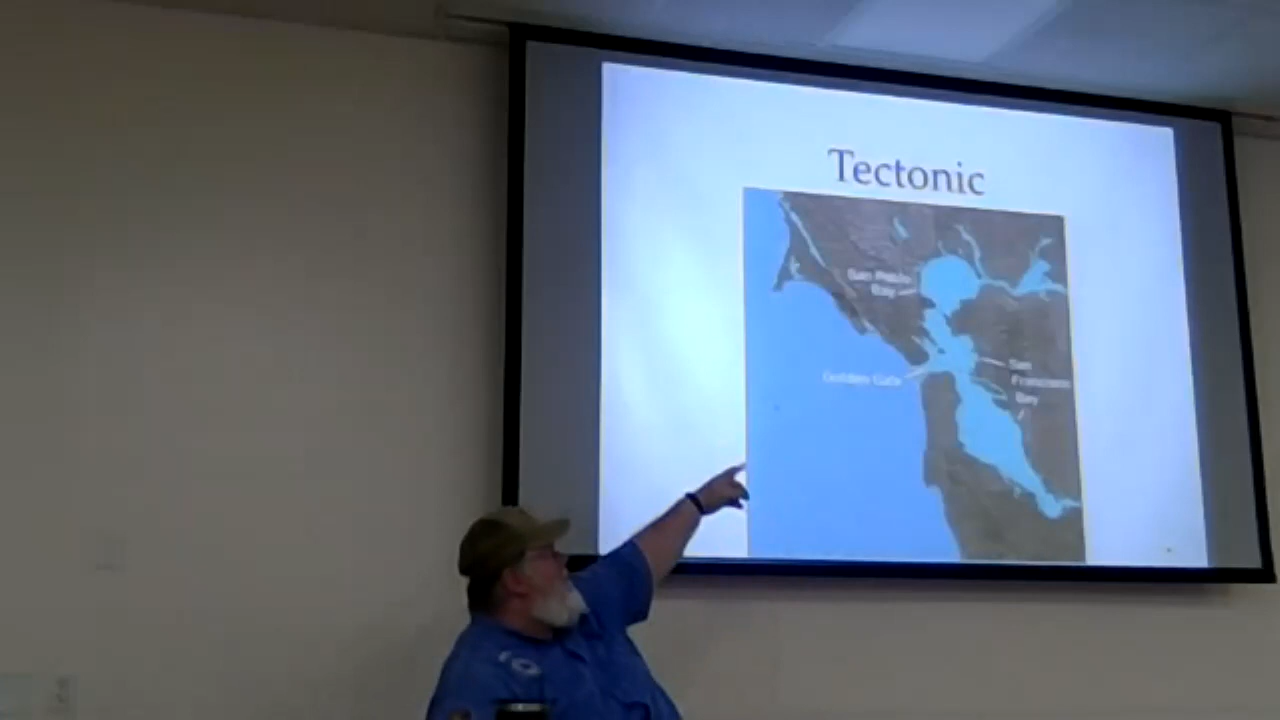 Tectonic
San Pablo
Bay
Golden Gate
San
Francisco
Bay